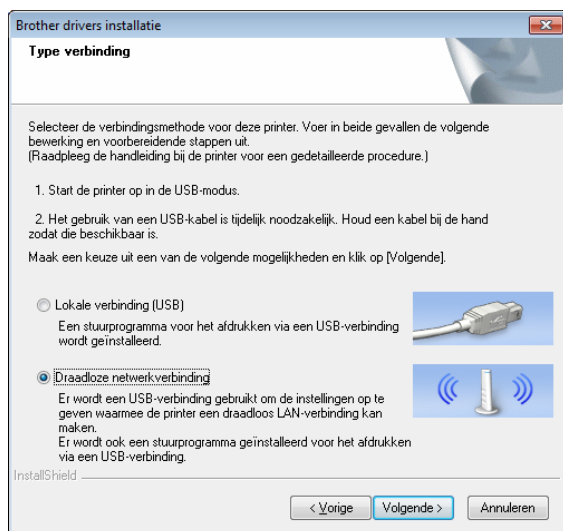 Brother drivers installatie
Type verbinding
Selecteer de verbindingsmethode voor deze printer. Voer in beide gevallen de volgende
bewerking en voorbereidende stappen uit.
(Raadpleeg de handleiding bij de printer voor een gedetailleerde procedure.)
1. Start de printer op in de USB-modus.
2. Het gebruik van een USB-kabel is tijdelijk noodzakelijk. Houd een kabel bij de hand
zodat die beschikbaar is.
Maak een keuze uit een van de volgende mogelijkheden en klik op [Volgende].
Lokale verbinding (USB)
Een stuurprogramma voor het afdrukken via een USB-verbinding
wordt geïnstalleerd.
Draadloze netwerkverbinding
Er wordt een USB-verbinding gebruikt om de instellingen op te
geven waarmee de printer een draadloos LAN-verbinding kan
maken.
Er wordt ook een stuurprogramma geïnstalleerd voor het afdrukken
via een USB-verbinding.
InstallShield
< Vorige Volgende > Annuleren